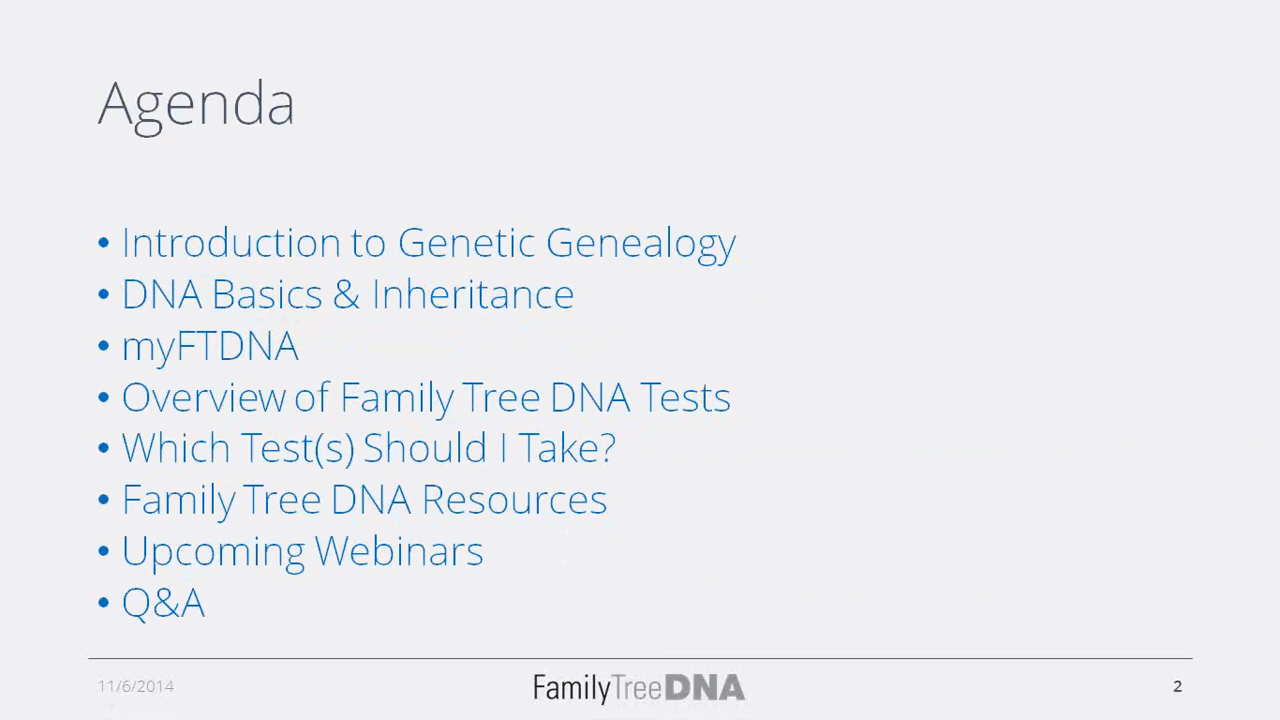 Agenda
• Introduction to Genetic Genealogy
• DNA Basics & Inheritance
• myFTDNA
• Overview of Family Tree DNA Tests
• Which Test(s) Should I Take?
• Family Tree DNA Resources
• Upcoming Webinars
• Q&A
11/6/2014 FamilyTreeDNA 2